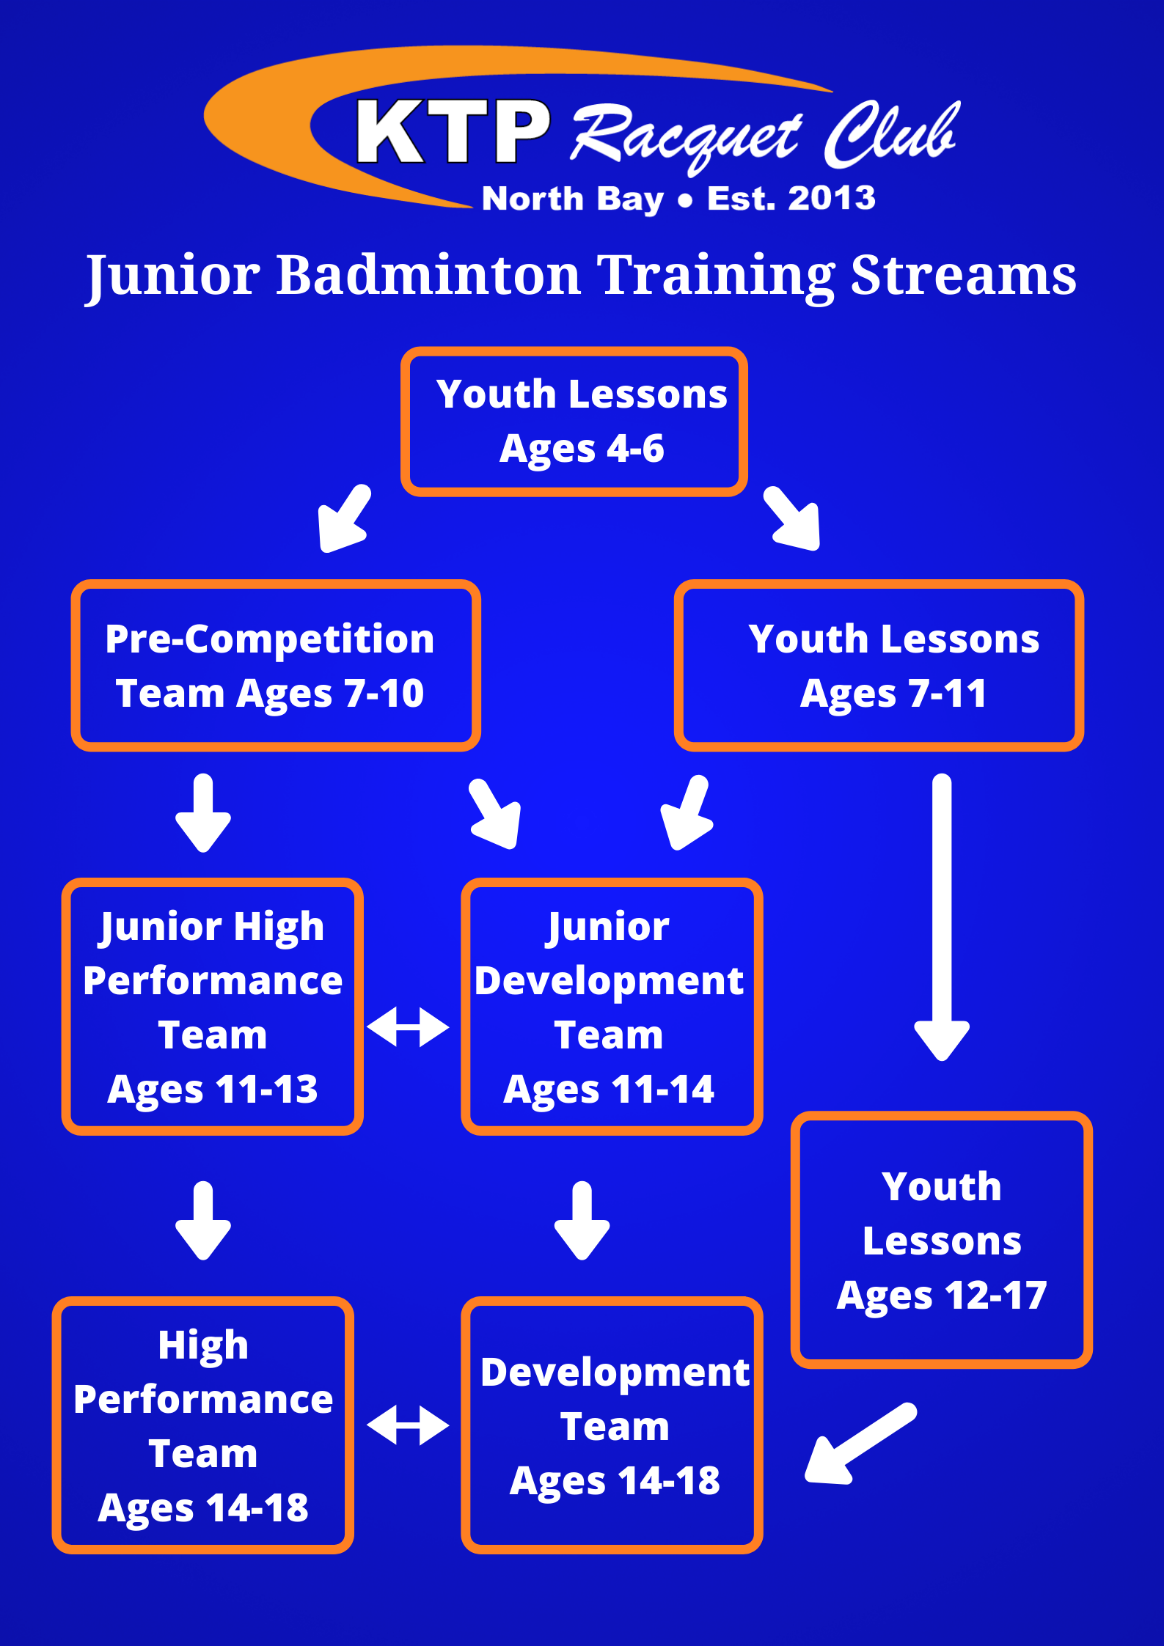 KTP Racquet Club
North Bay • Est. 2013
Junior Badminton Training Streams
Youth Lessons
Ages 4-6
Pre-Competition
Team Ages 7-10
Youth Lessons
Ages 7-11
Junior High
Performance
Team
Ages 11-13
Junior
Development
Team
Ages 11-14
Youth
Lessons
Ages 12-17
High
Performance
Team
Ages 14-18
Development
Team
Ages 14-18